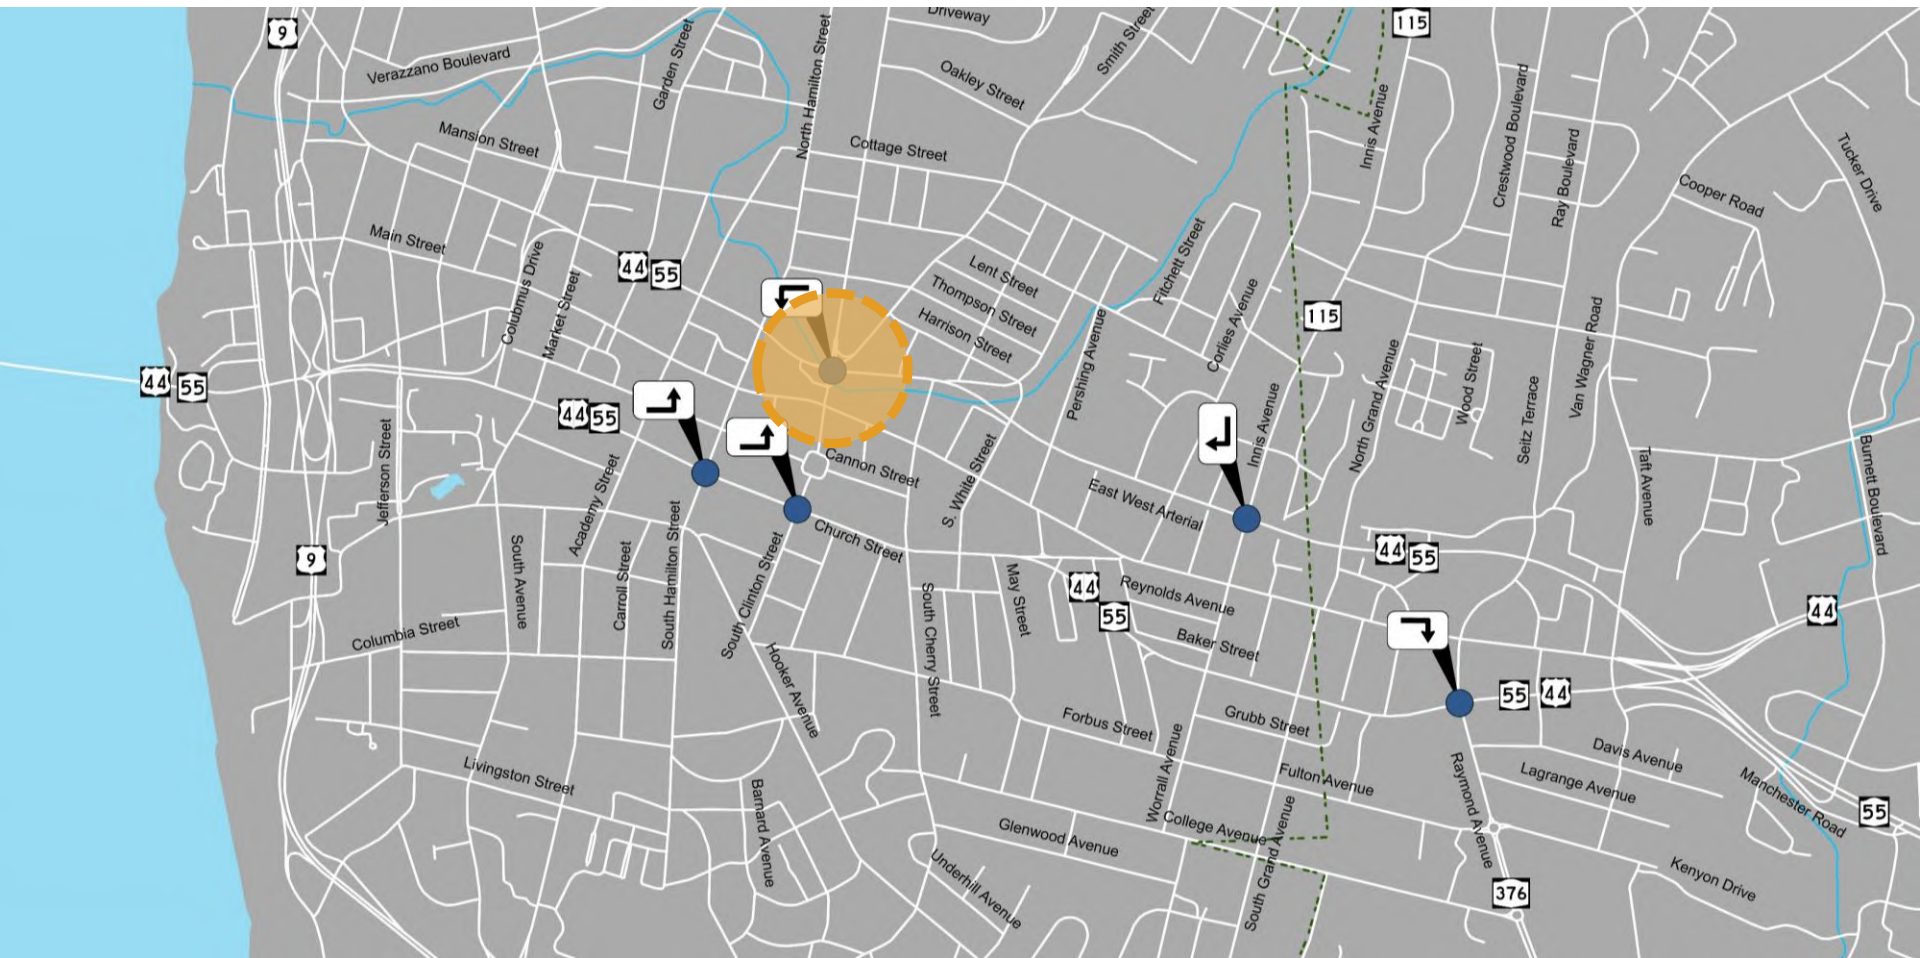 Driveway
9
115
Verazzano Boulevard
Garden Street
North Hamilton Street
Smith Street
Oakley Street
Innis Avenue
Crestwood Boulevard
Ray Boulevard
Tucker Drive
Mansion Street
Cottage Street
Cooper Road
Main Street
Columbus Drive
Market Street
44
55
Lent Street
Thompson Street
Harrison Street
Fitchett Street
Corlies Avenue
115
Pershing Avenue
Van Wagner Road
44
55
44
55
Jefferson Street
Academy Street
Cannon Street
S. White Street
East West Arterial
Innis Avenue
North Grand Avenue
Wood Street
Seitz Terrace
Taft Avenue
Burnett Boulevard
9
South Avenue
Carroll Street
South Hamilton Street
South Clinton Street
Church Street
44
55
44
55
44
Columbia Street
Hooker Avenue
South Cherry Street
May Street
Reynolds Avenue
Baker Street
55
44
Forbus Street
Grubb Street
Davis Avenue
Livingston Street
Barnard Avenue
Worrall Avenue
Fulton Avenue
Raymond Avenue
Lagrange Avenue
Manchester Road
55
Glenwood Avenue
College Avenue
South Grand Avenue
Underhill Avenue
Kenyon Drive
376